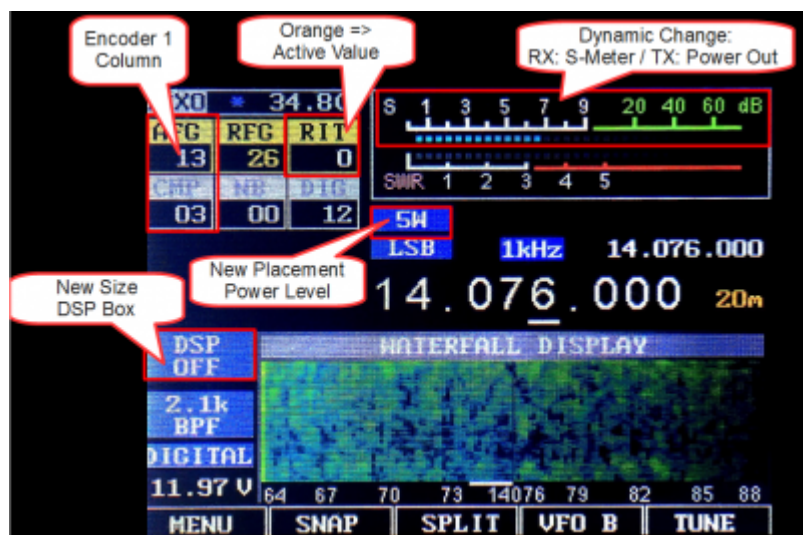 Encoder 1
Column
Orange =>
Active Value
Dynamic Change:
RX: S-Meter / TX: Power Out
* 34.80
S 1 3 5 7 9 20 40 60 dB
AFG RFG RIT
13 26 0
CMP NB DIG
03 00 12
SWR 1 2 3 4 5
5W
LSB 1kHz 14.076.000
New Placement
Power Level
14.076.000 20m
New Size
DSP Box
DSP
OFF
WATERFALL DISPLAY
2.1k
BPF
DIGITAL
11.97 V
64 67 70 73 14076 79 82 85 88
MENU SNAP SPLIT VFO B TUNE